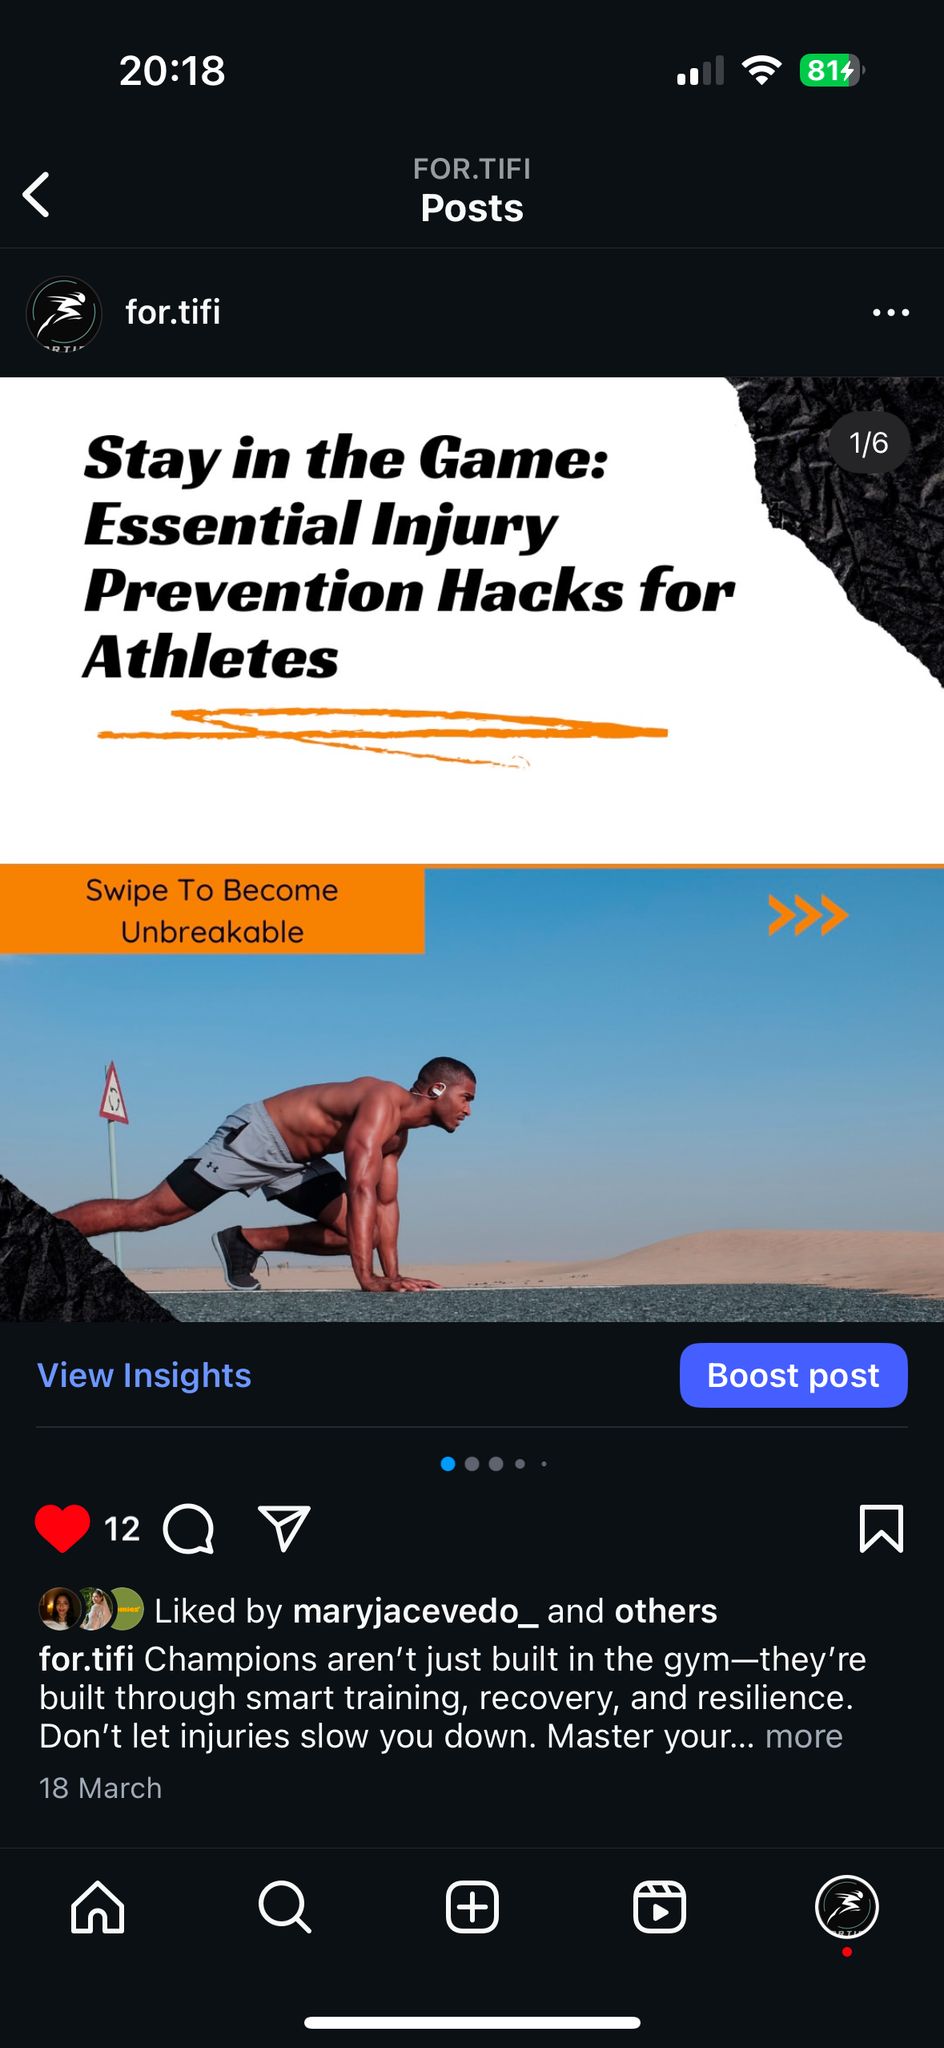 20:18
81
FOR.TIFI
Posts
for.tifi
Stay in the Game:
1/6
Essential Injury
Prevention Hacks for
Athletes
Swipe To Become
Unbreakable
View Insights
Boost post
12
Liked by maryjacevedo_ and others
for.tifi Champions aren’t just built in the gym—they’re
built through smart training, recovery, and resilience.
Don’t let injuries slow you down. Master your... more
18 March